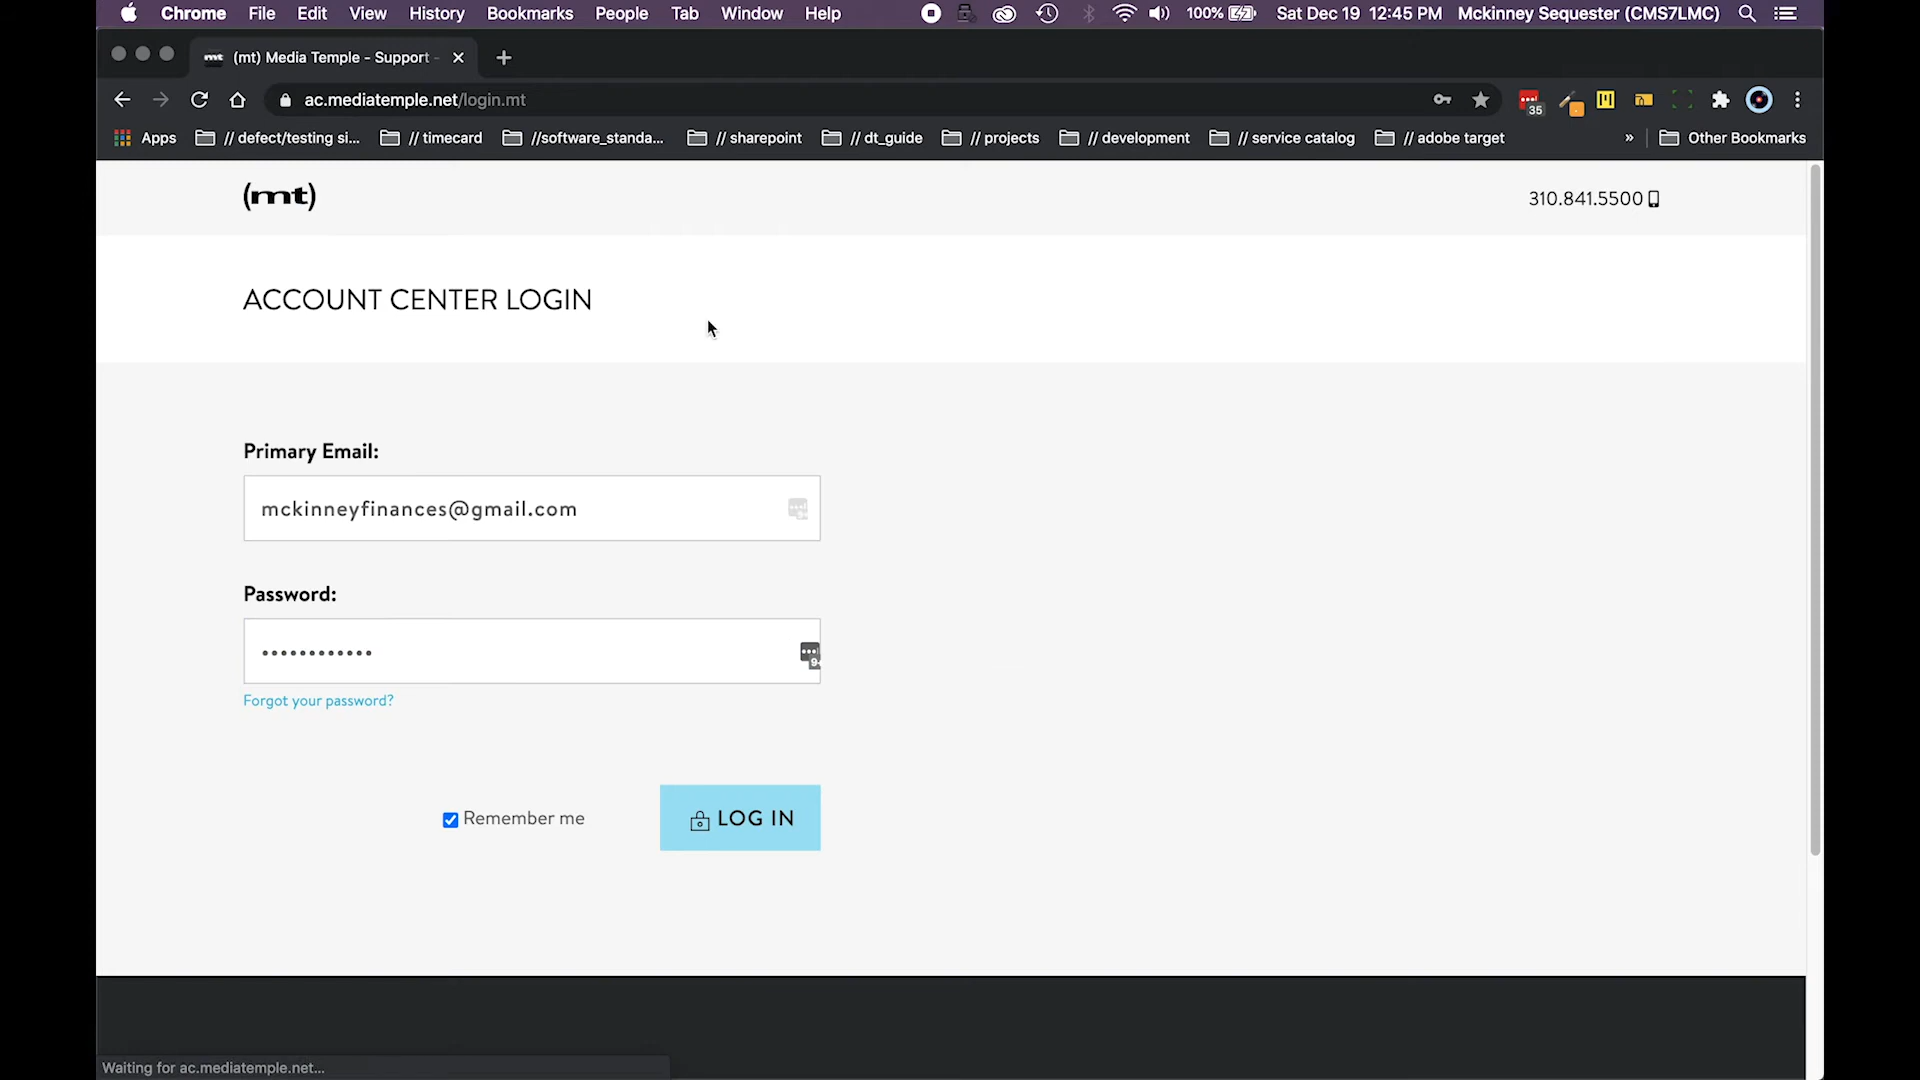 Chrome File Edit View History Bookmarks People Tab Window Help 100% Sat Dec 19 12:45 PM Mckinney Sequester (CMS7LMC)
(mt) Media Temple - Support -
ac.mediatemple.net/login.mt 35
Apps // defect/testing si... // timecard //software_standa... // sharepoint // dt_guide // projects // development // service catalog // adobe target » Other Bookmarks
(mt) 310.841.5500
ACCOUNT CENTER LOGIN
Primary Email:
mckinneyfinances@gmail.com
Password:
••••••••••••
Forgot your password?
Remember me LOG IN
Waiting for ac.mediatemple.net...